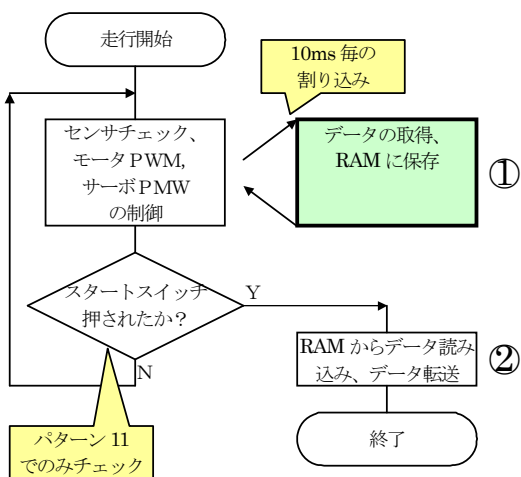 走行開始
10ms 毎の
割り込み
センサチェック、
モータPWM,
サーボPMW
の制御
データの取得、
RAM に保存
①
スタートスイッチ
押されたか？
Y
N
RAM からデータ読み
込み、データ転送
②
パターン 11
でのみチェック
終了